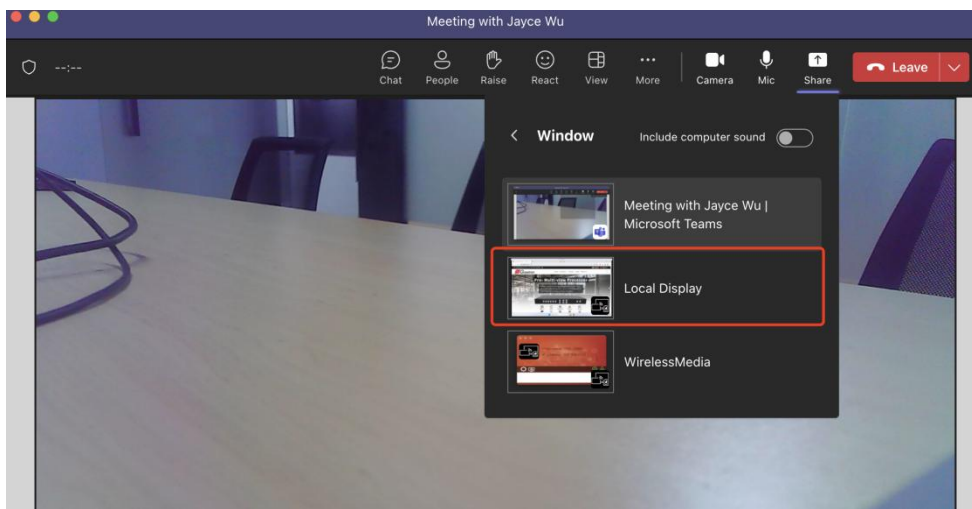 Meeting with Jayce Wu
--:--
Chat
People
Raise
React
View
More
Camera
Mic
Share
Leave
Window
Include computer sound
Meeting with Jayce Wu |
Microsoft Teams
Local Display
WirelessMedia